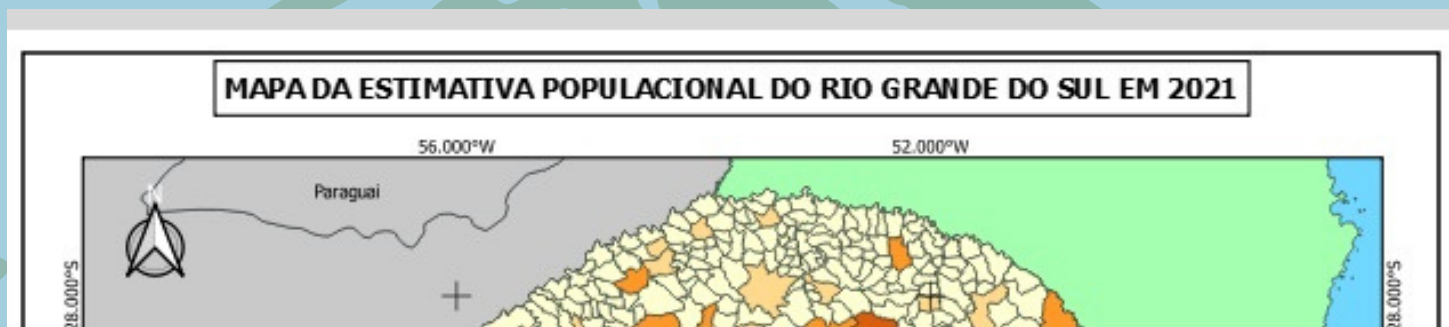 MAPA DA ESTIMATIVA POPULACIONAL DO RIO GRANDE DO SUL EM 2021
56.000°W 52.000°W
Paraguai
N
28.000°S 28.000°S